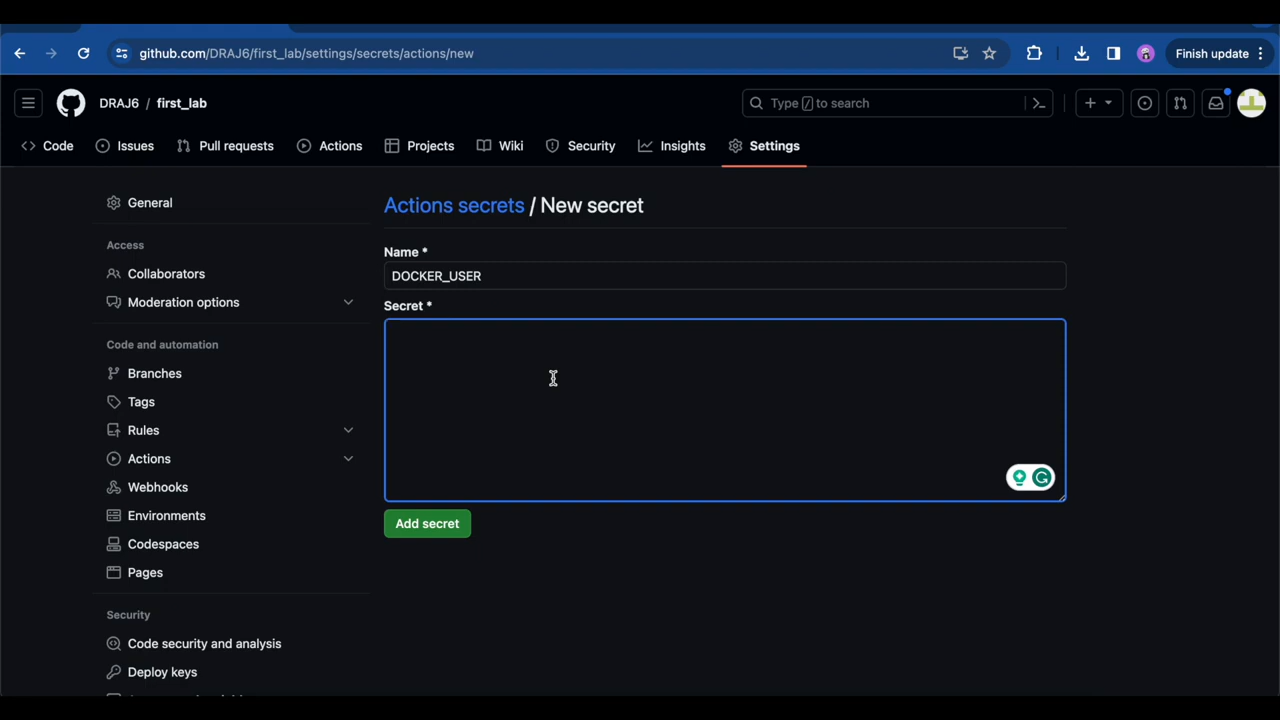 github.com/DRAJ6/first_lab/settings/secrets/actions/new
Finish update
DRAJ6 / first_lab
Type / to search
Code
Issues
Pull requests
Actions
Projects
Wiki
Security
Insights
Settings
General
Access
Collaborators
Moderation options
Code and automation
Branches
Tags
Rules
Actions
Webhooks
Environments
Codespaces
Pages
Security
Code security and analysis
Deploy keys
Actions secrets / New secret
Name *
DOCKER_USER
Secret *
Add secret